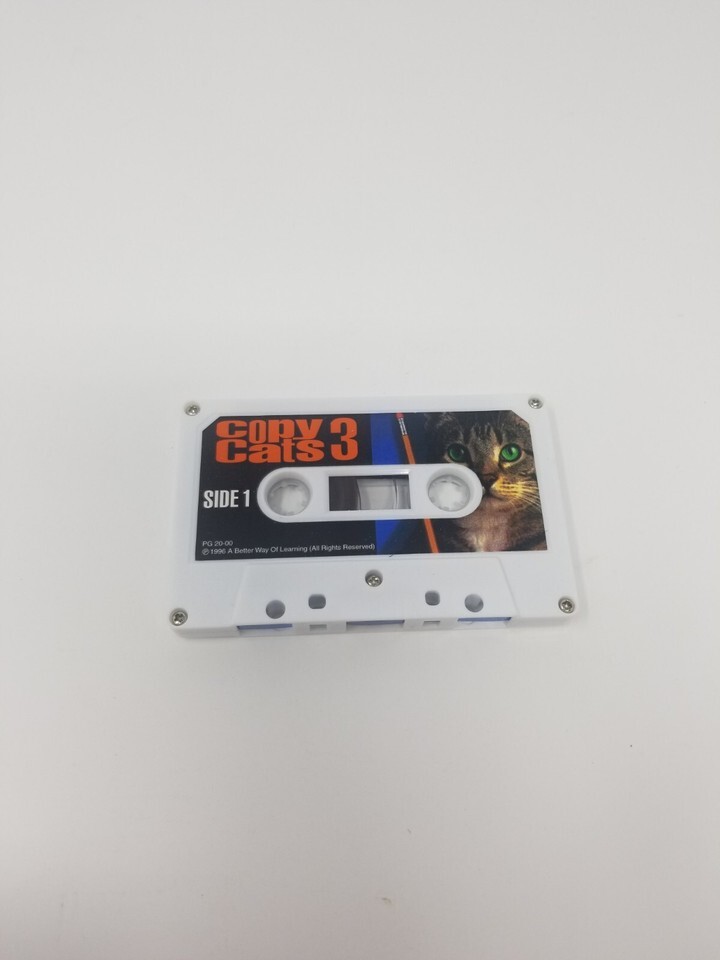 Copy
Cats 3
SIDE 1
PG 20-00
℗1996 A Better Way Of Learning (All Rights Reserved)